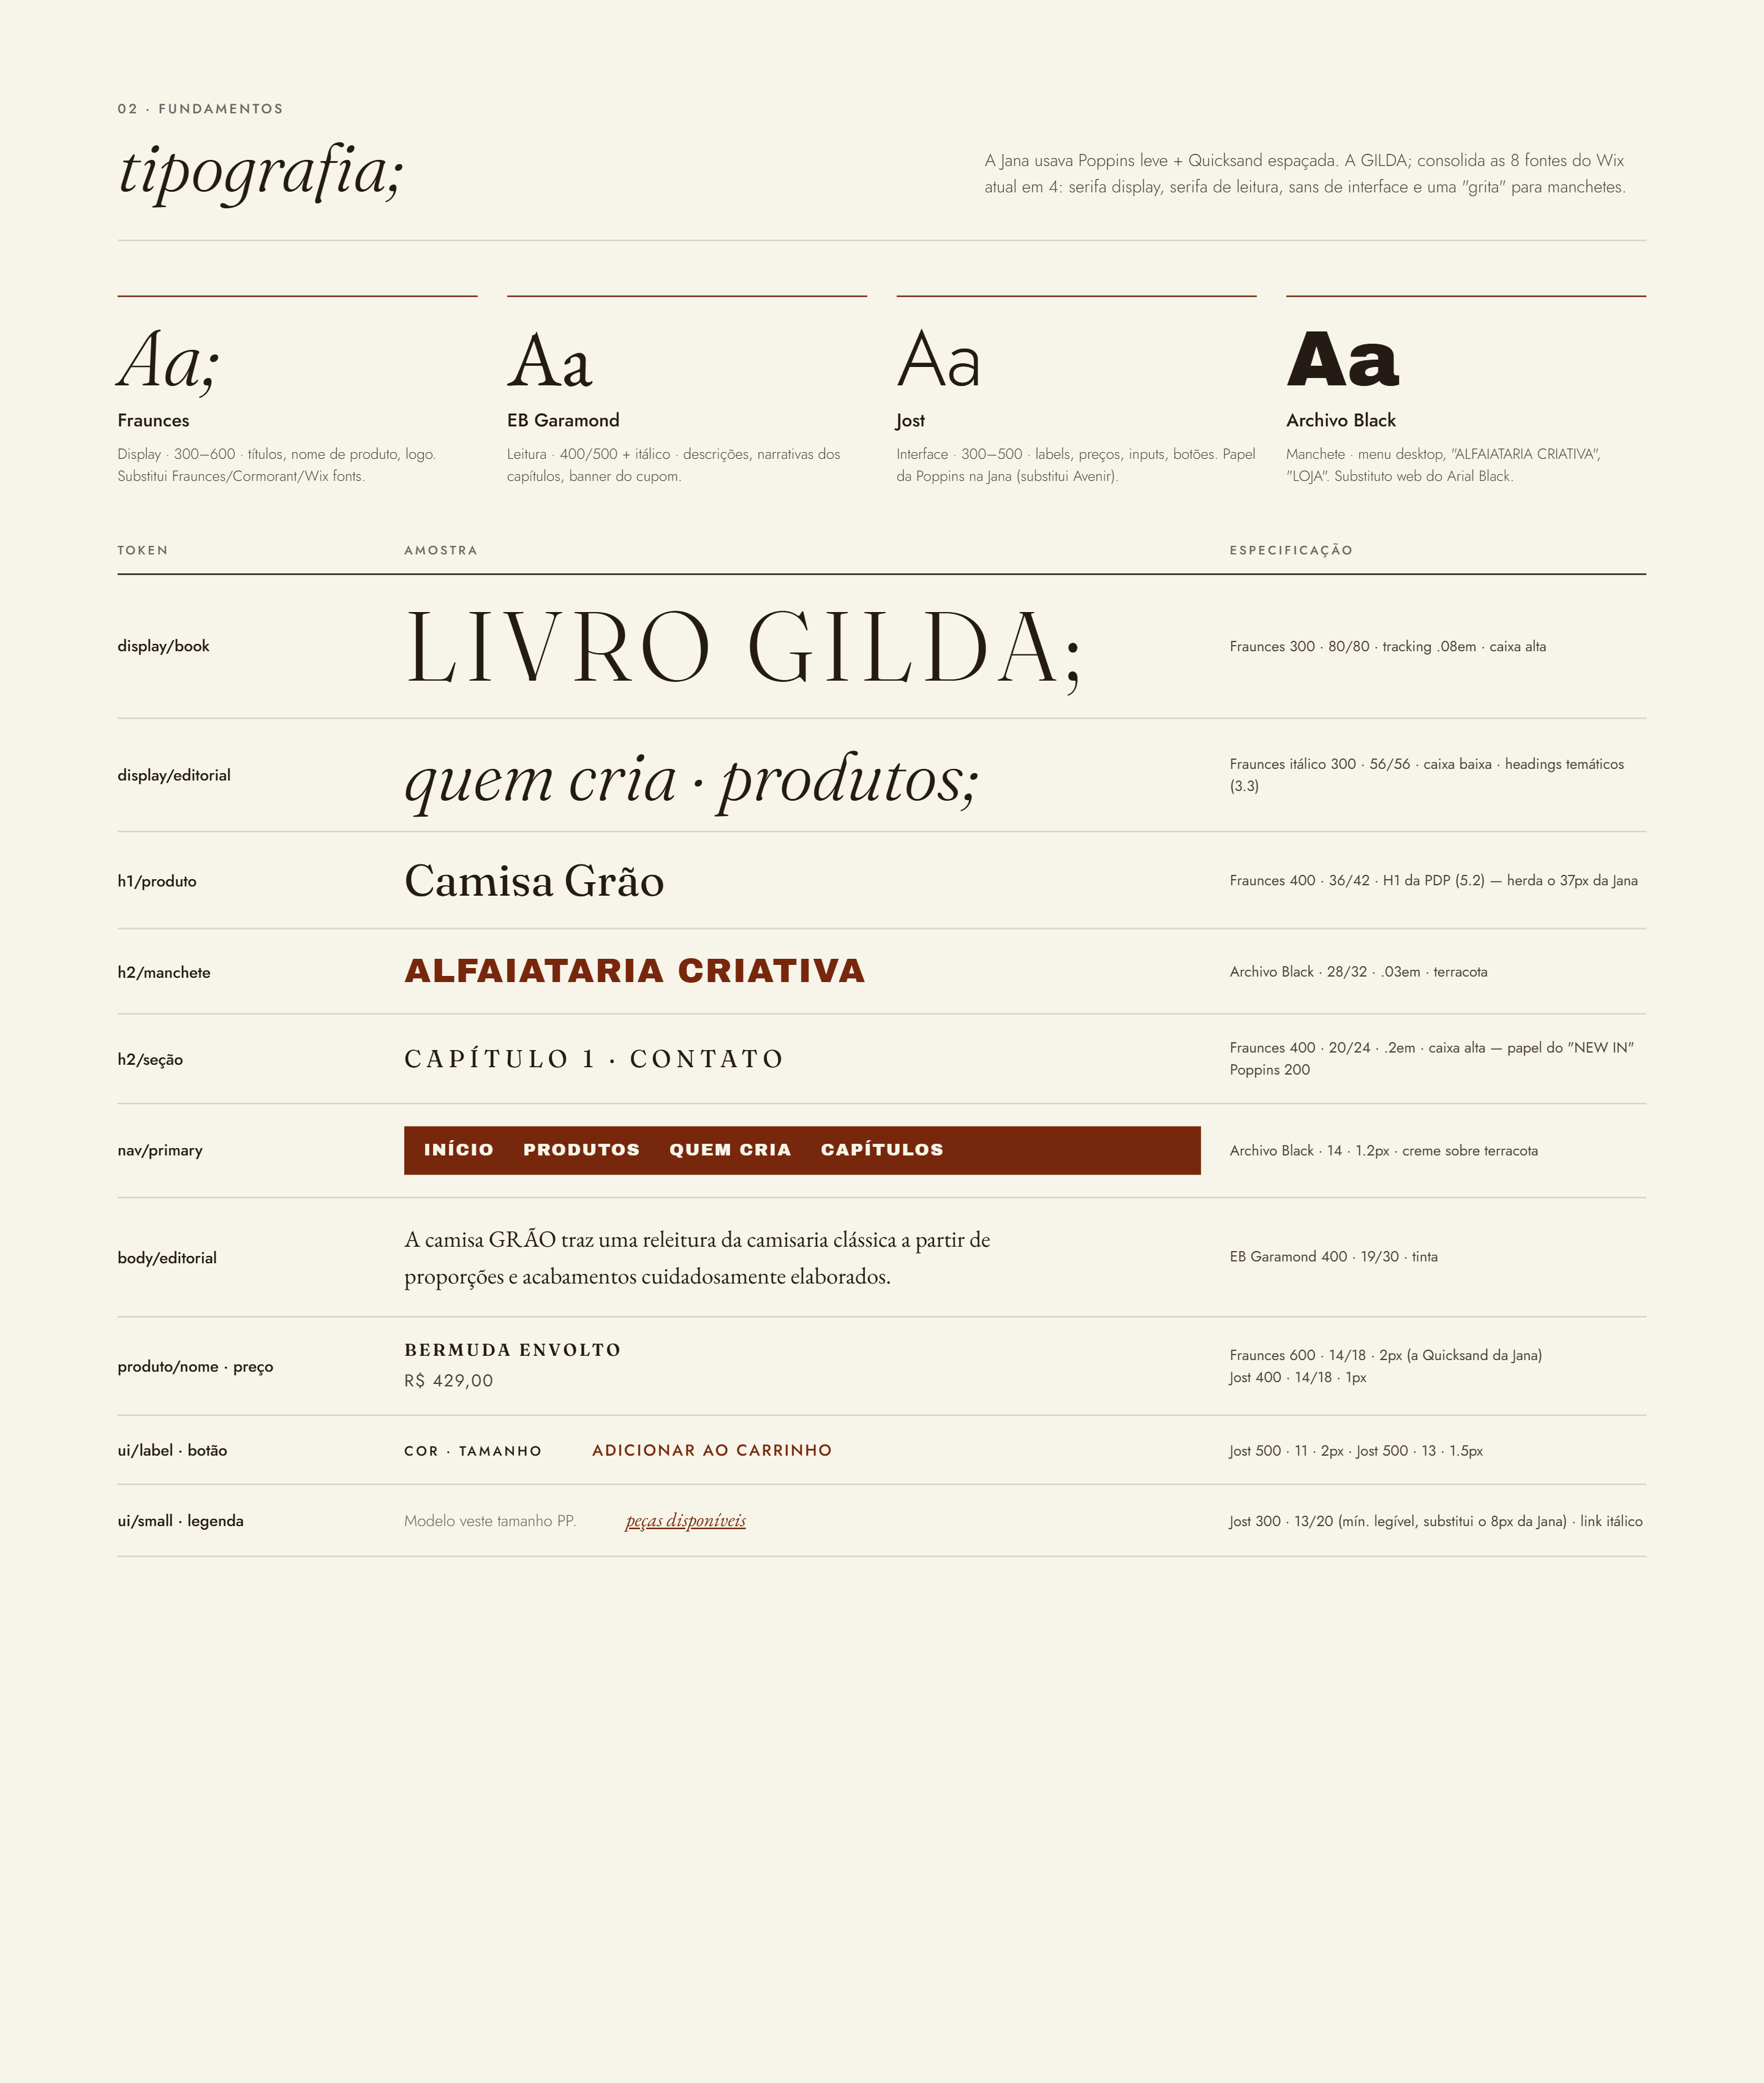 02 · FUNDAMENTOS
tipografia;
A Jana usava Poppins leve + Quicksand espaçada. A GILDA; consolida as 8 fontes do Wix
atual em 4: serifa display, serifa de leitura, sans de interface e uma "grita" para manchetes.
Aa;
Fraunces
Display · 300–600 · títulos, nome de produto, logo.
Substitui Fraunces/Cormorant/Wix fonts.
Aa
EB Garamond
Leitura · 400/500 + itálico · descrições, narrativas dos
capítulos, banner do cupom.
Aa
Jost
Interface · 300–500 · labels, preços, inputs, botões. Papel
da Poppins na Jana (substitui Avenir).
Aa
Archivo Black
Manchete · menu desktop, "ALFAIATARIA CRIATIVA",
"LOJA". Substituto web do Arial Black.
TOKEN AMOSTRA ESPECIFICAÇÃO
display/book
LIVRO GILDA;
Fraunces 300 · 80/80 · tracking .08em · caixa alta
display/editorial
quem cria · produtos;
Fraunces itálico 300 · 56/56 · caixa baixa · headings temáticos
(3.3)
h1/produto
Camisa Grão
Fraunces 400 · 36/42 · H1 da PDP (5.2) — herda o 37px da Jana
h2/manchete
ALFAIATARIA CRIATIVA
Archivo Black · 28/32 · .03em · terracota
h2/seção
CAPÍTULO 1 · CONTATO
Fraunces 400 · 20/24 · .2em · caixa alta — papel do "NEW IN"
Poppins 200
nav/primary
INÍCIO PRODUTOS QUEM CRIA CAPÍTULOS
Archivo Black · 14 · 1.2px · creme sobre terracota
body/editorial
A camisa GRÃO traz uma releitura da camisaria clássica a partir de
proporções e acabamentos cuidadosamente elaborados.
EB Garamond 400 · 19/30 · tinta
produto/nome · preço
BERMUDA ENVOLTO
R$ 429,00
Fraunces 600 · 14/18 · 2px (a Quicksand da Jana)
Jost 400 · 14/18 · 1px
ui/label · botão
COR · TAMANHO ADICIONAR AO CARRINHO
Jost 500 · 11 · 2px · Jost 500 · 13 · 1.5px
ui/small · legenda
Modelo veste tamanho PP. peças disponíveis
Jost 300 · 13/20 (mín. legível, substitui o 8px da Jana) · link itálico